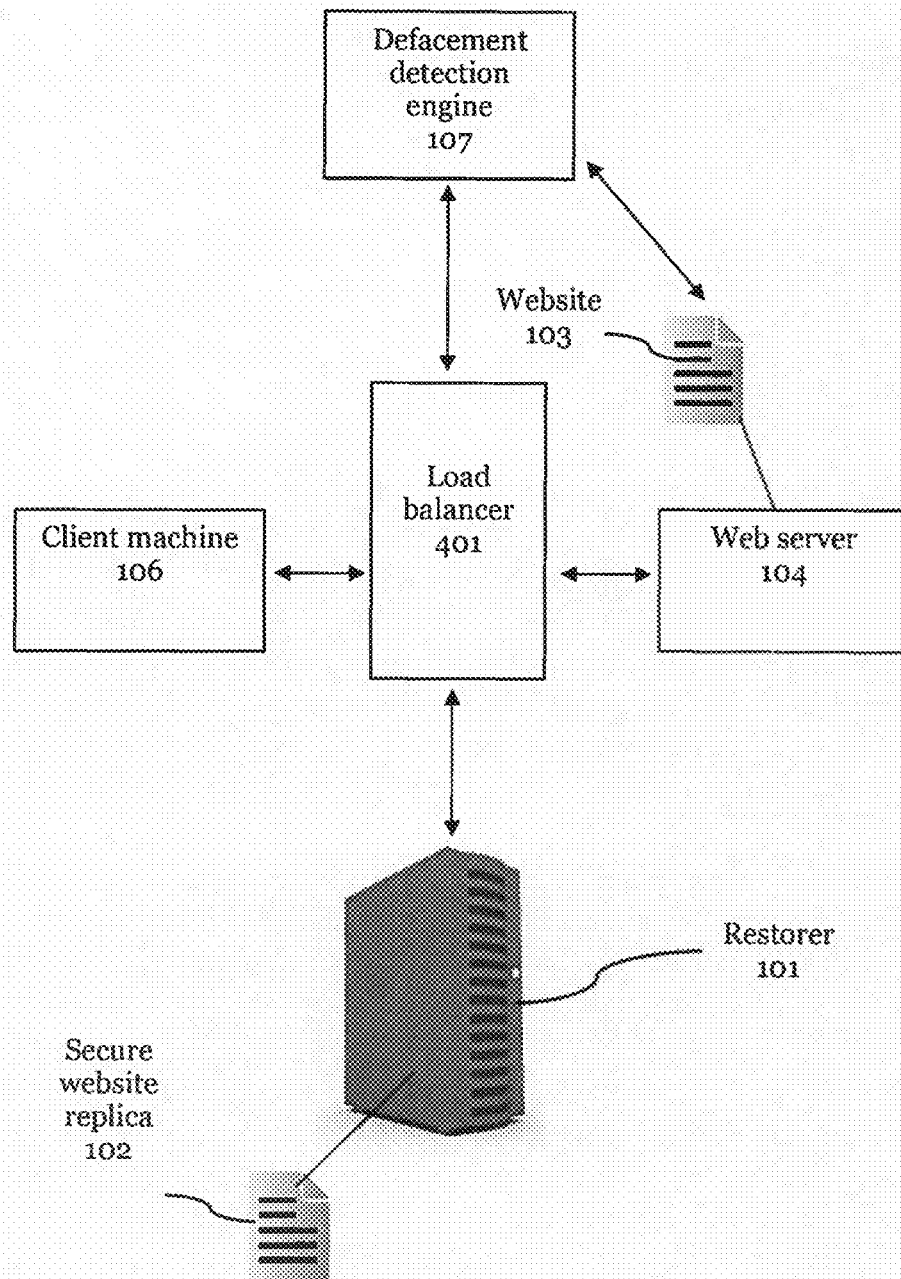 Defacement
detection
engine
107
Website
103
Load
balancer
401
Client machine
106
Web server
104
Restorer
101
Secure
website
replica
102